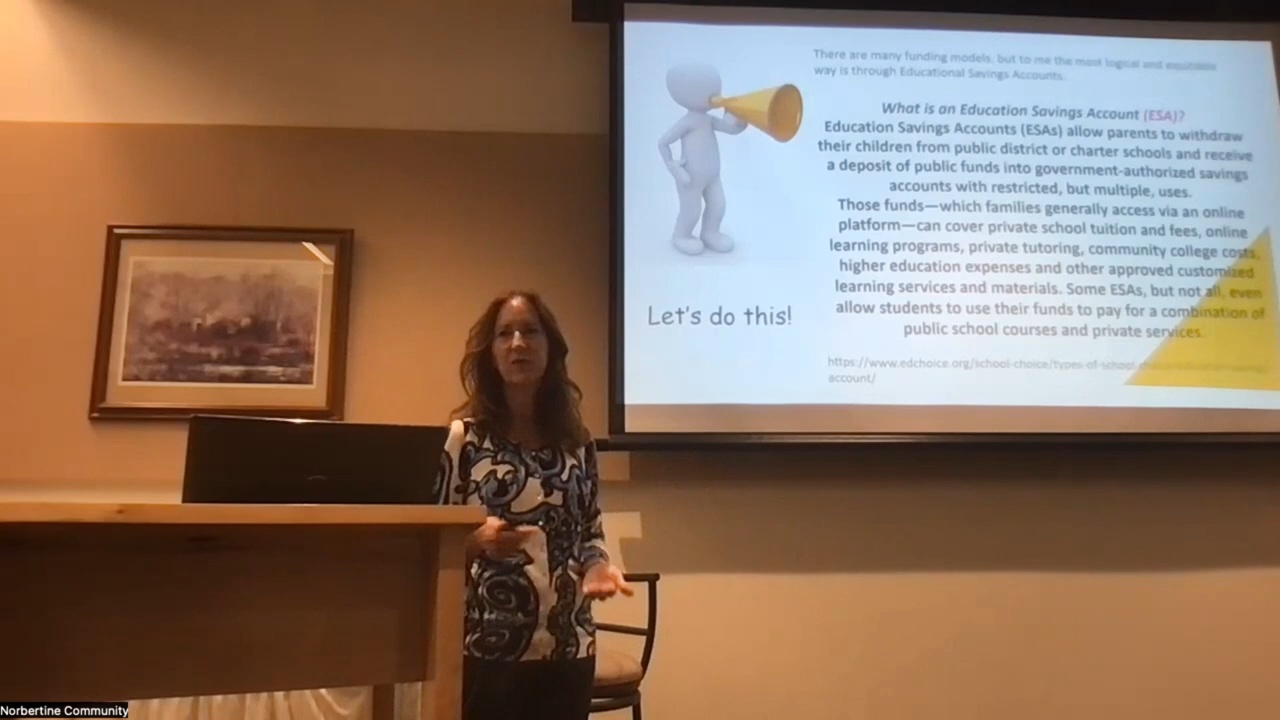 There are many funding models, but to me the most logical and equitable
way is through Educational Savings Accounts.
What is an Education Savings Account (ESA)?
Education Savings Accounts (ESAs) allow parents to withdraw
their children from public district or charter schools and receive
a deposit of public funds into government-authorized savings
accounts with restricted, but multiple, uses.
Those funds—which families generally access via an online
platform—can cover private school tuition and fees, online
learning programs, private tutoring, community college costs,
higher education expenses and other approved customized
learning services and materials. Some ESAs, but not all, even
allow students to use their funds to pay for a combination of
public school courses and private services.
https://www.edchoice.org/school-choice/types-of-school
account/
Let's do this!
Norbertine Community